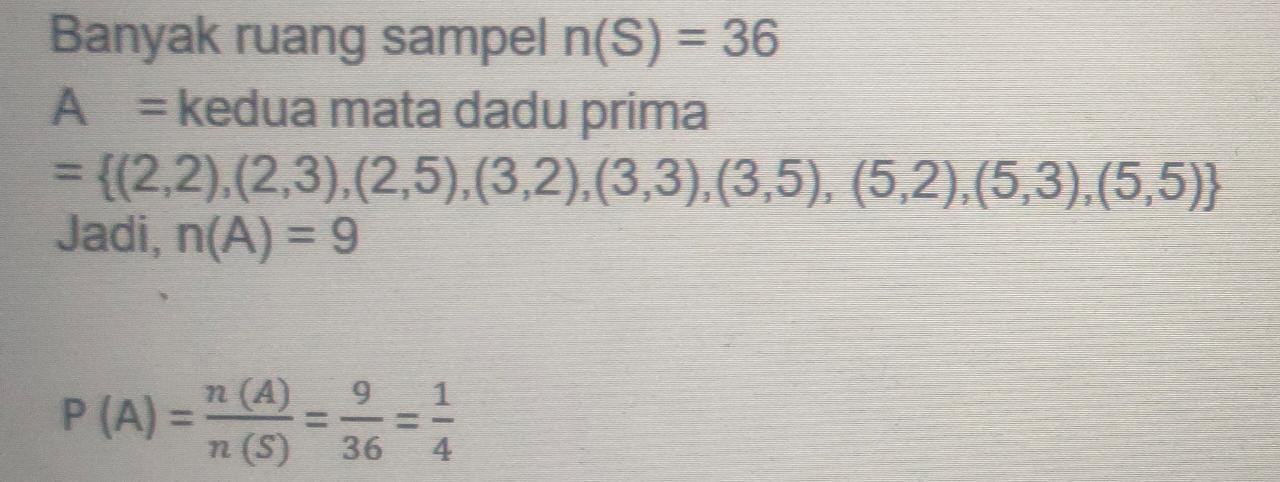 Banyak ruang sampel n(S) = 36
A = kedua mata dadu prima
= {(2,2),(2,3),(2,5),(3,2),(3,3),(3,5), (5,2),(5,3),(5,5)}
Jadi, n(A) = 9
P (A) = n (A) / n (S) = 9 / 36 = 1 / 4